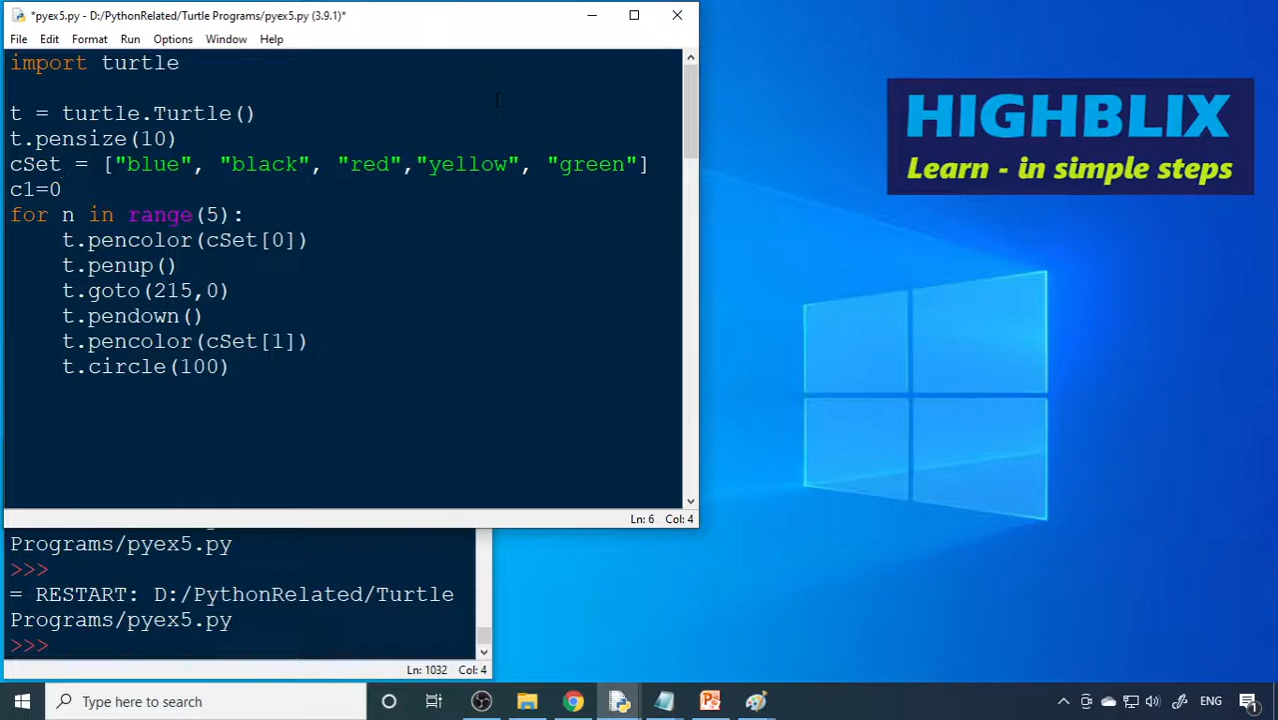 *pyex5.py - D:/PythonRelated/Turtle Programs/pyex5.py (3.9.1)*
File Edit Format Run Options Window Help
import turtle
t = turtle.Turtle()
t.pensize(10)
cSet = ["blue", "black", "red","yellow", "green"]
c1=0
for n in range(5):
    t.pencolor(cSet[0])
    t.penup()
    t.goto(215,0)
    t.pendown()
    t.pencolor(cSet[1])
    t.circle(100)
Ln: 6 Col: 4
Programs/pyex5.py
>>>
= RESTART: D:/PythonRelated/Turtle
Programs/pyex5.py
>>>
Ln: 1032 Col: 4
HIGHBLIX
Learn - in simple steps
Type here to search
ENG
1